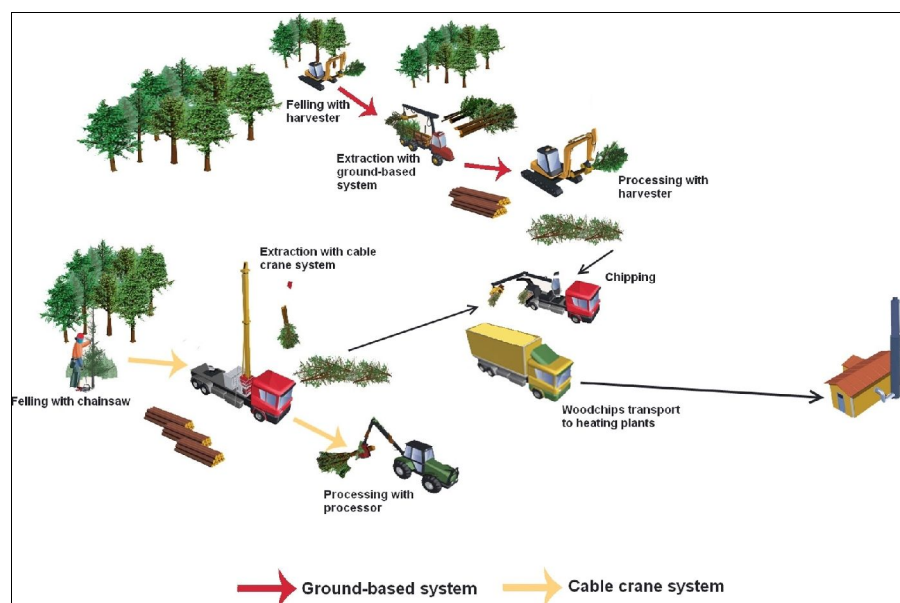 Felling with
harvester
Extraction with
ground-based
system
Processing with
harvester
Extraction with cable
crane system
Chipping
Felling with chainsaw
Woodchips transport
to heating plants
Processing with
processor
Ground-based system
Cable crane system